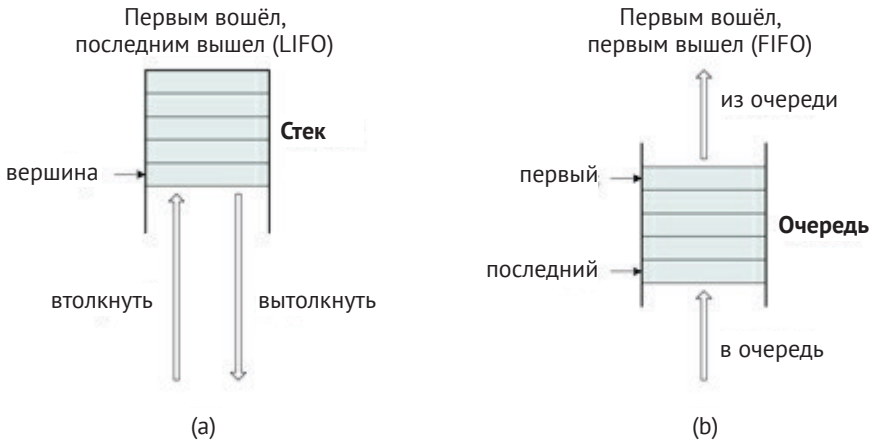 Первым вошёл,
последним вышел (LIFO)
Стек
вершина
втолкнуть
вытолкнуть
(a)
Первым вошёл,
первым вышел (FIFO)
из очереди
первый
Очередь
последний
в очередь
(b)